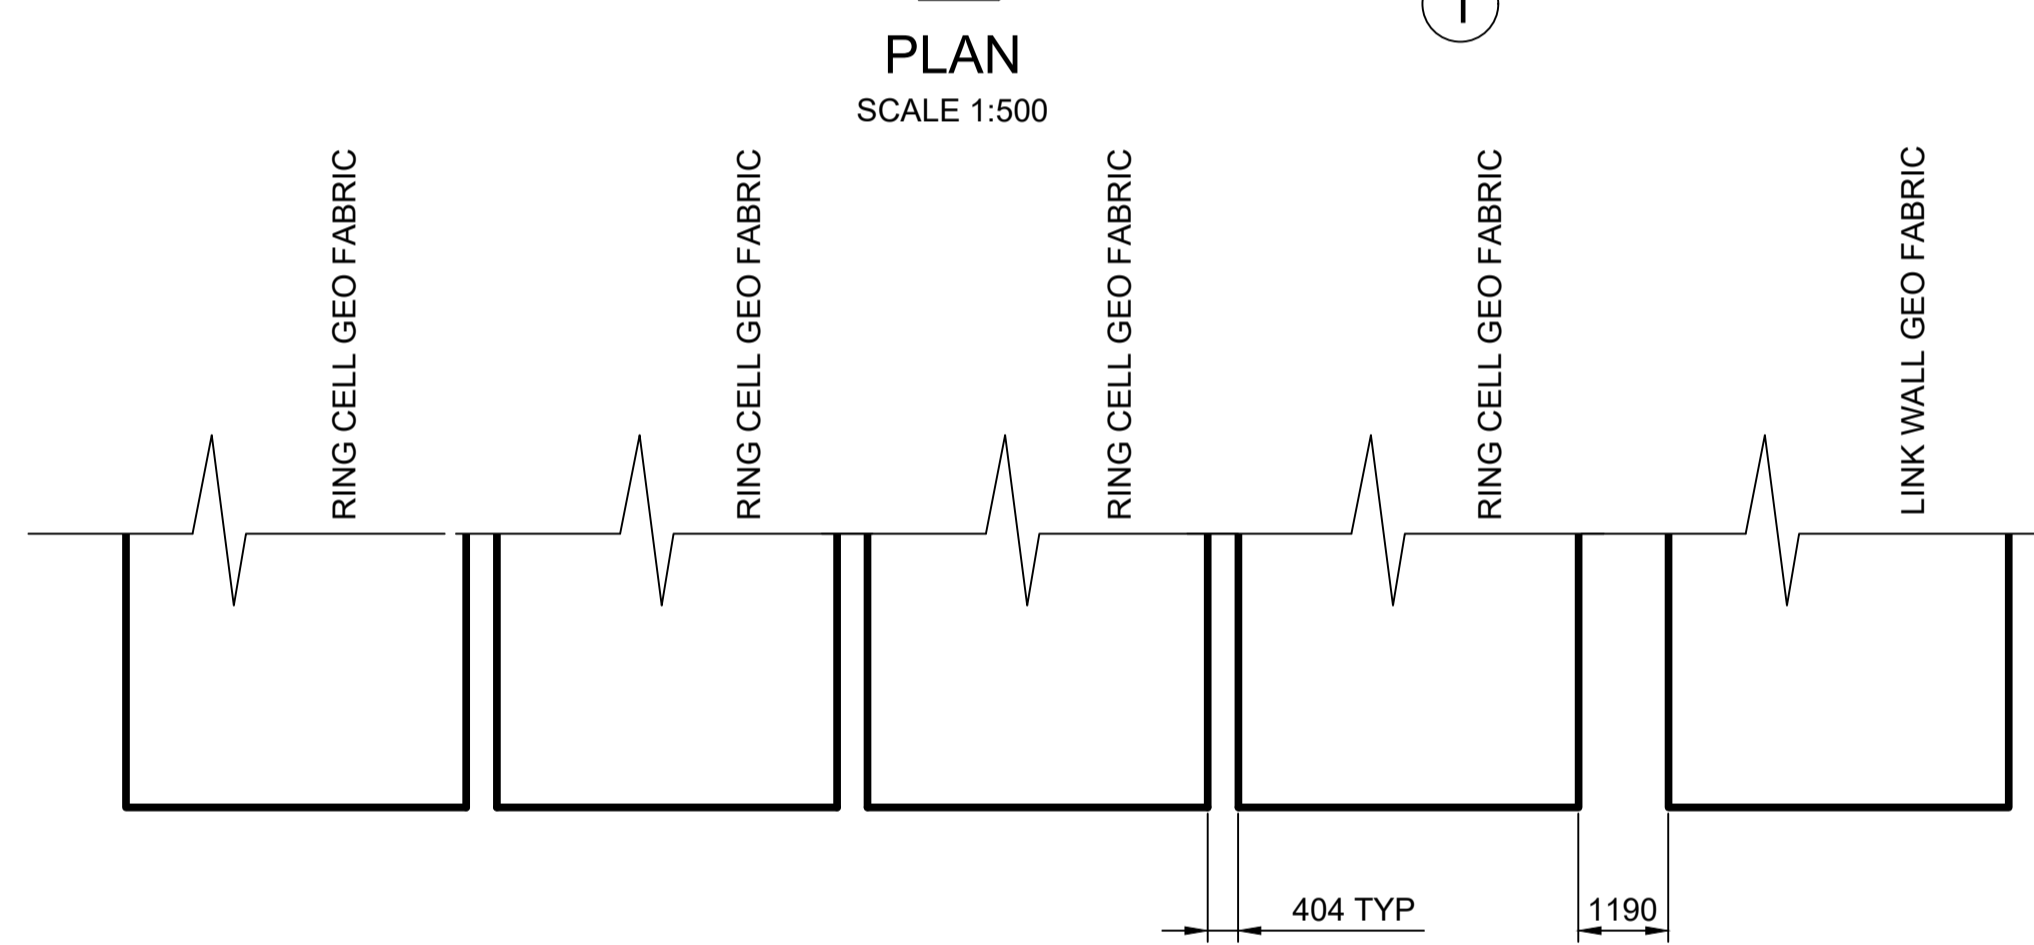 PLAN
SCALE 1:500
RING CELL GEO FABRIC
RING CELL GEO FABRIC
RING CELL GEO FABRIC
RING CELL GEO FABRIC
LINK WALL GEO FABRIC
404 TYP
1190